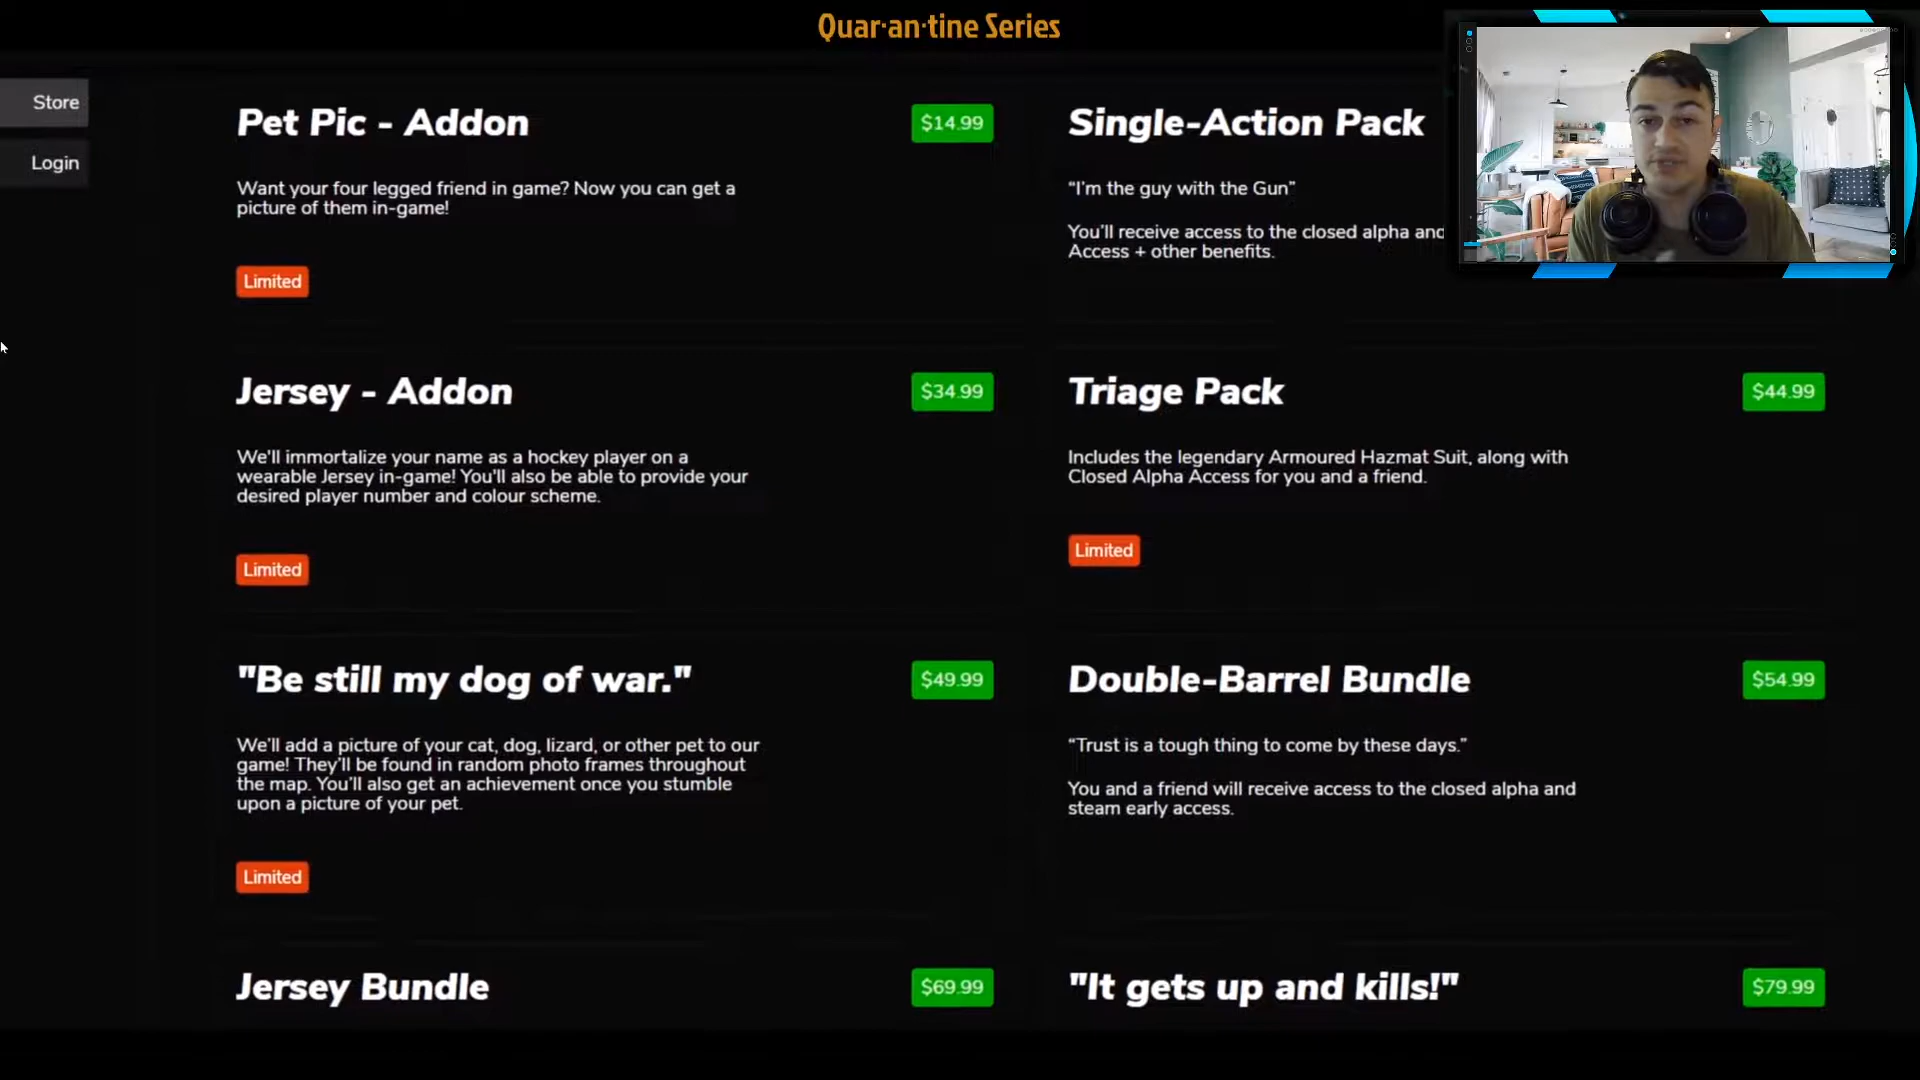 Quar·an·tine Series
Store
Login
Pet Pic - Addon
$14.99
Want your four legged friend in game? Now you can get a
picture of them in-game!
Limited
Single-Action Pack
“I'm the guy with the Gun”
You'll receive access to the closed alpha and
Access + other benefits.
Jersey - Addon
$34.99
We'll immortalize your name as a hockey player on a
wearable Jersey in-game! You'll also be able to provide your
desired player number and colour scheme.
Limited
Triage Pack
$44.99
Includes the legendary Armoured Hazmat Suit, along with
Closed Alpha Access for you and a friend.
Limited
"Be still my dog of war."
$49.99
We'll add a picture of your cat, dog, lizard, or other pet to our
game! They'll be found in random photo frames throughout
the map. You'll also get an achievement once you stumble
upon a picture of your pet.
Limited
Double-Barrel Bundle
$54.99
“Trust is a tough thing to come by these days.”
You and a friend will receive access to the closed alpha and
steam early access.
Jersey Bundle
$69.99
"It gets up and kills!"
$79.99